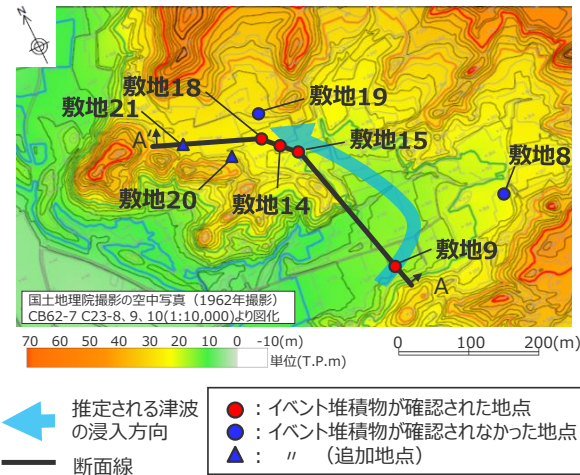 N
敷地18
敷地19
敷地21
敷地15
敷地8
A'
敷地20
敷地14
敷地9
A
国土地理院撮影の空中写真（1962年撮影）
CB62-7 C23-8、9、10(1:10,000)より図化
70 60 50 40 30 20 10 0 -10(m)
単位(T.P.m)
0 100 200(m)
推定される津波
の浸入方向
断面線
：イベント堆積物が確認された地点
：イベント堆積物が確認されなかった地点
： 〃 （追加地点）